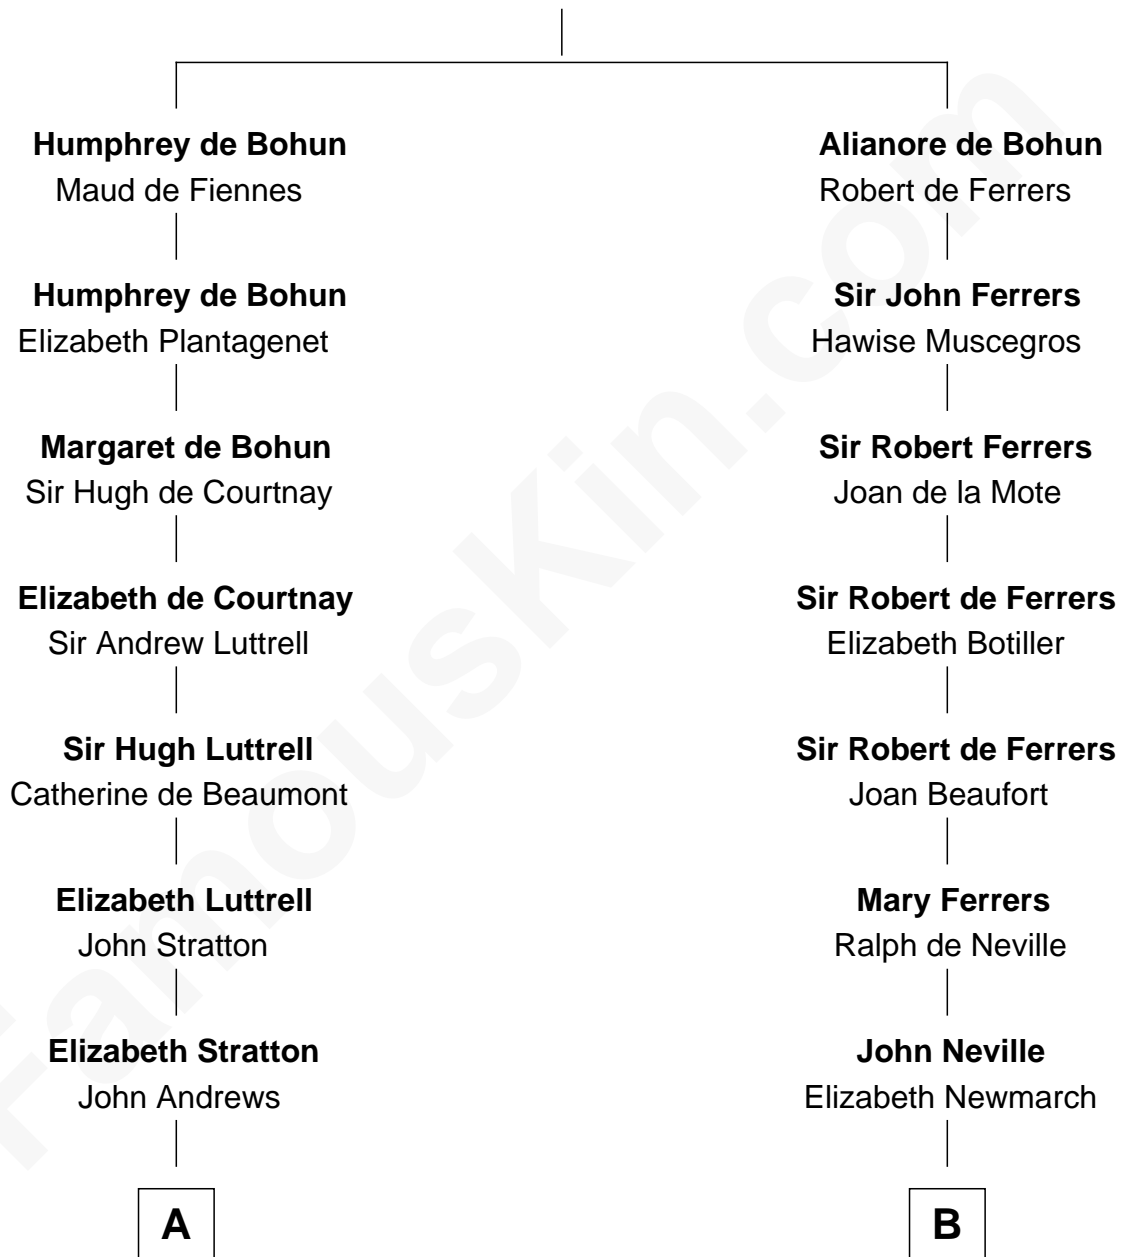 Humphrey de Bohun
Maud de Fiennes
Humphrey de Bohun
Elizabeth Plantagenet
Margaret de Bohun
Sir Hugh de Courtnay
Elizabeth de Courtnay
Sir Andrew Luttrell
Sir Hugh Luttrell
Catherine de Beaumont
Elizabeth Luttrell
John Stratton
Elizabeth Stratton
John Andrews
A
Alianore de Bohun
Robert de Ferrers
Sir John Ferrers
Hawise Muscegros
Sir Robert Ferrers
Joan de la Mote
Sir Robert de Ferrers
Elizabeth Botiller
Sir Robert de Ferrers
Joan Beaufort
Mary Ferrers
Ralph de Neville
John Neville
Elizabeth Newmarch
B
FamousKin.com